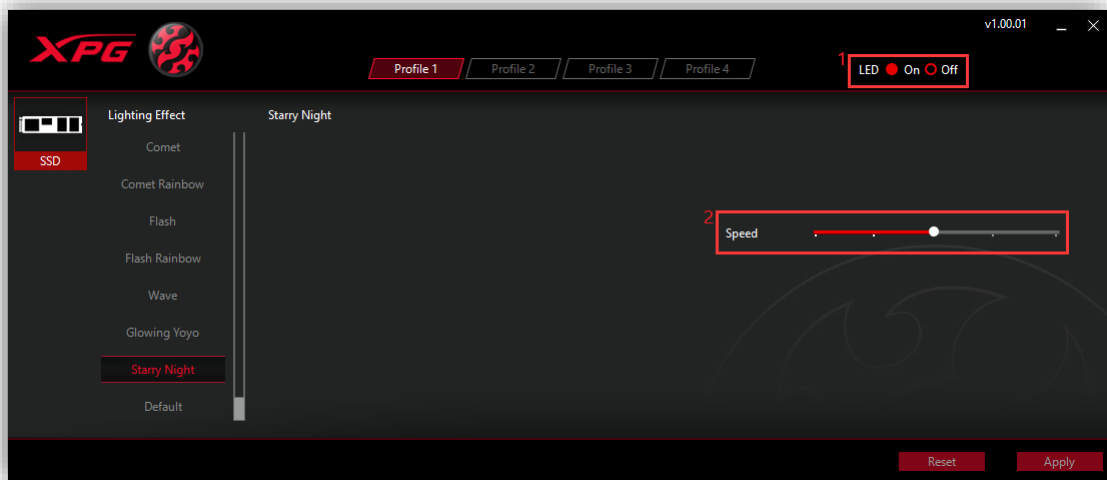 v1.00.01
XPG
Profile 1 Profile 2 Profile 3 Profile 4
1
LED On Off
SSD
Lighting Effect
Comet
Comet Rainbow
Flash
Flash Rainbow
Wave
Glowing Yoyo
Starry Night
Default
Starry Night
2
Speed
Reset Apply